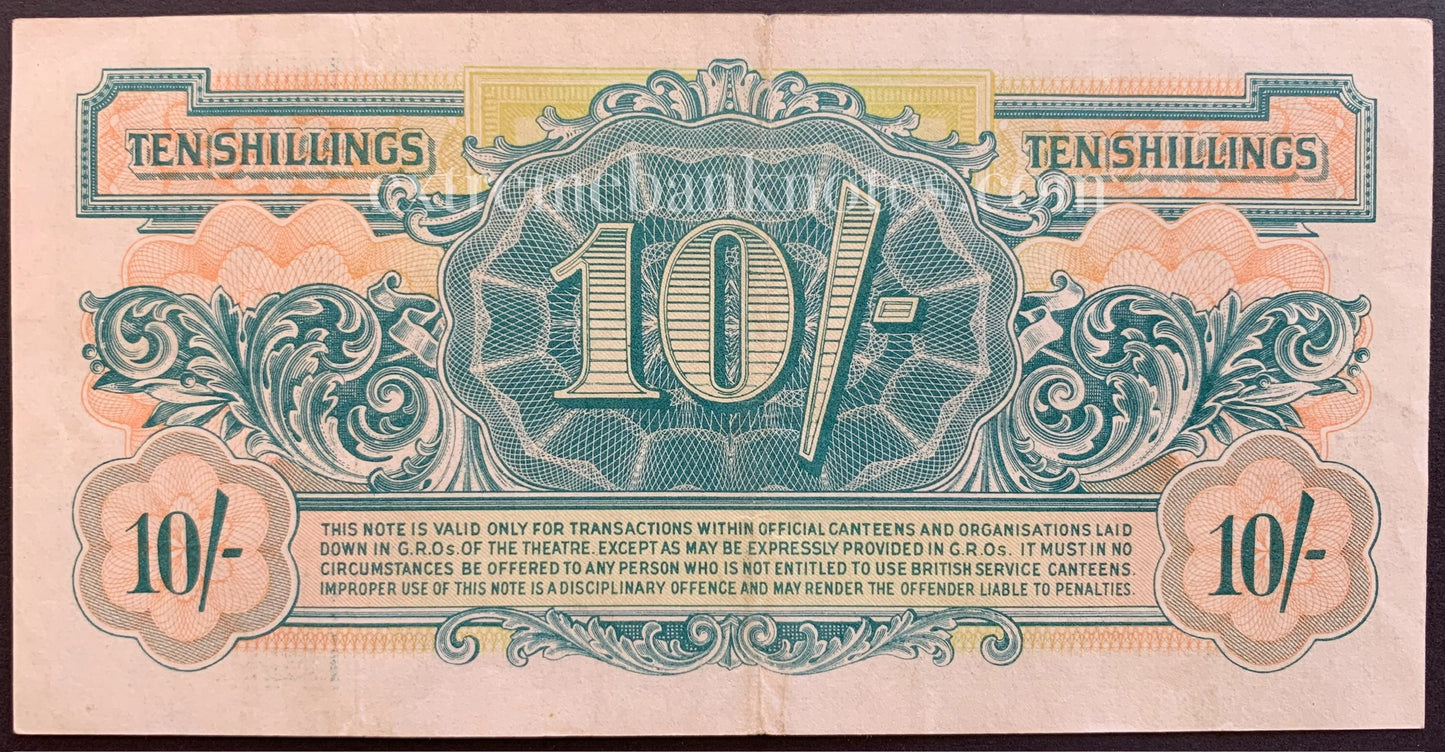 TEN SHILLINGS
TEN SHILLINGS
extremebanknotes.com
10/-
THIS NOTE IS VALID ONLY FOR TRANSACTIONS WITHIN OFFICIAL CANTEENS AND ORGANISATIONS LAID
DOWN IN G.R.Os. OF THE THEATRE. EXCEPT AS MAY BE EXPRESSLY PROVIDED IN G.R.Os. IT MUST IN NO
CIRCUMSTANCES BE OFFERED TO ANY PERSON WHO IS NOT ENTITLED TO USE BRITISH SERVICE CANTEENS.
IMPROPER USE OF THIS NOTE IS A DISCIPLINARY OFFENCE AND MAY RENDER THE OFFENDER LIABLE TO PENALTIES.
10/-
10/-